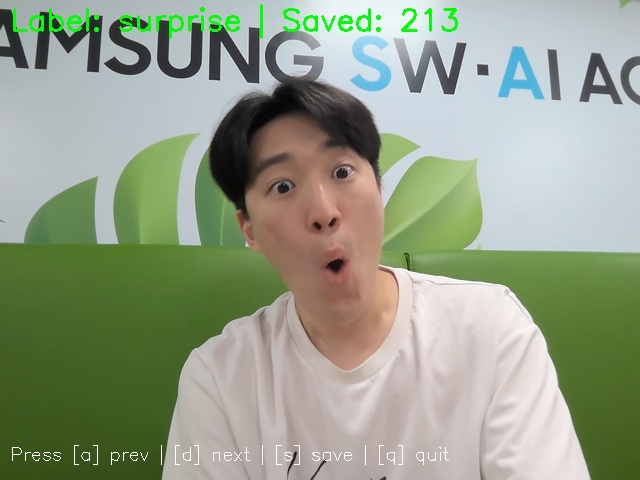 Label: surprise | Saved: 213
AMSUNG SW·AI AC
Press [a] prev | [d] next | [s] save | [q] quit